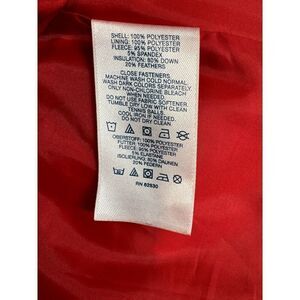 SHELL: 100% POLYESTER
LINING: 100% POLYESTER
FLEECE: 95% POLYESTER
5% SPANDEX
INSULATION: 80% DOWN
20% FEATHERS
CLOSE FASTENERS.
MACHINE WASH COLD NORMAL.
WASH DARK COLORS SEPARATELY.
ONLY NON-CHLORINE BLEACH
WHEN NEEDED.
DO NOT USE FABRIC SOFTENER.
TUMBLE DRY LOW WITH CLEAN
TENNIS BALLS.
COOL IRON IF NEEDED.
DO NOT DRY CLEAN.
OBERSTOFF: 100% POLYESTER
FUTTER: 100% POLYESTER
FLEECE: 95% POLYESTER
5% ELASTANE
ISOLIERUNG: 80% DAUNEN
20% FEDERN
RN 82530